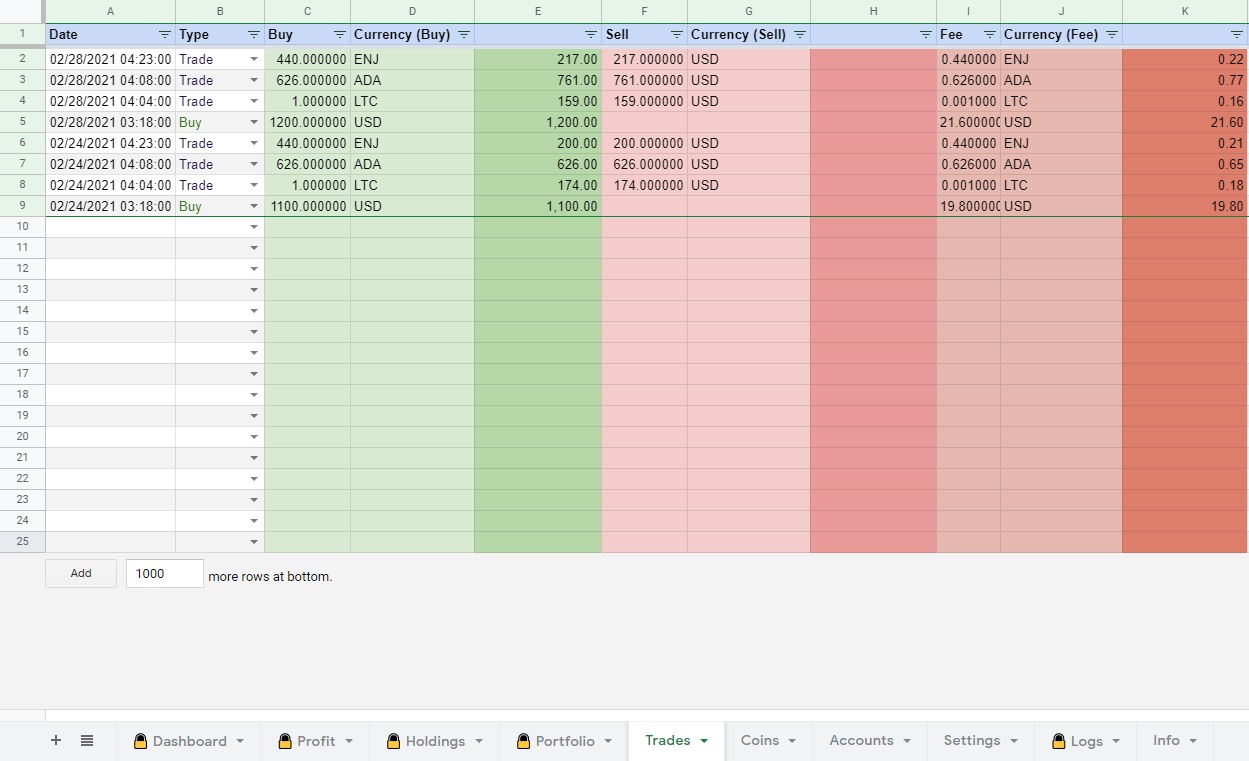 A B C D E F G H I J K
1 Date Type Buy Currency (Buy) Sell Currency (Sell) Fee Currency (Fee)
2 02/28/2021 04:23:00 Trade 440.000000 ENJ 217.00 217.000000 USD 0.440000 ENJ 0.22
3 02/28/2021 04:08:00 Trade 626.000000 ADA 761.00 761.000000 USD 0.626000 ADA 0.77
4 02/28/2021 04:04:00 Trade 1.000000 LTC 159.00 159.000000 USD 0.001000 LTC 0.16
5 02/28/2021 03:18:00 Buy 1200.000000 USD 1,200.00 21.600000 USD 21.60
6 02/24/2021 04:23:00 Trade 440.000000 ENJ 200.00 200.000000 USD 0.440000 ENJ 0.21
7 02/24/2021 04:08:00 Trade 626.000000 ADA 626.00 626.000000 USD 0.626000 ADA 0.65
8 02/24/2021 04:04:00 Trade 1.000000 LTC 174.00 174.000000 USD 0.001000 LTC 0.18
9 02/24/2021 03:18:00 Buy 1100.000000 USD 1,100.00 19.800000 USD 19.80
10
11
12
13
14
15
16
17
18
19
20
21
22
23
24
25
Add 1000 more rows at bottom.
+ Dashboard Profit Holdings Portfolio Trades Coins Accounts Settings Logs Info